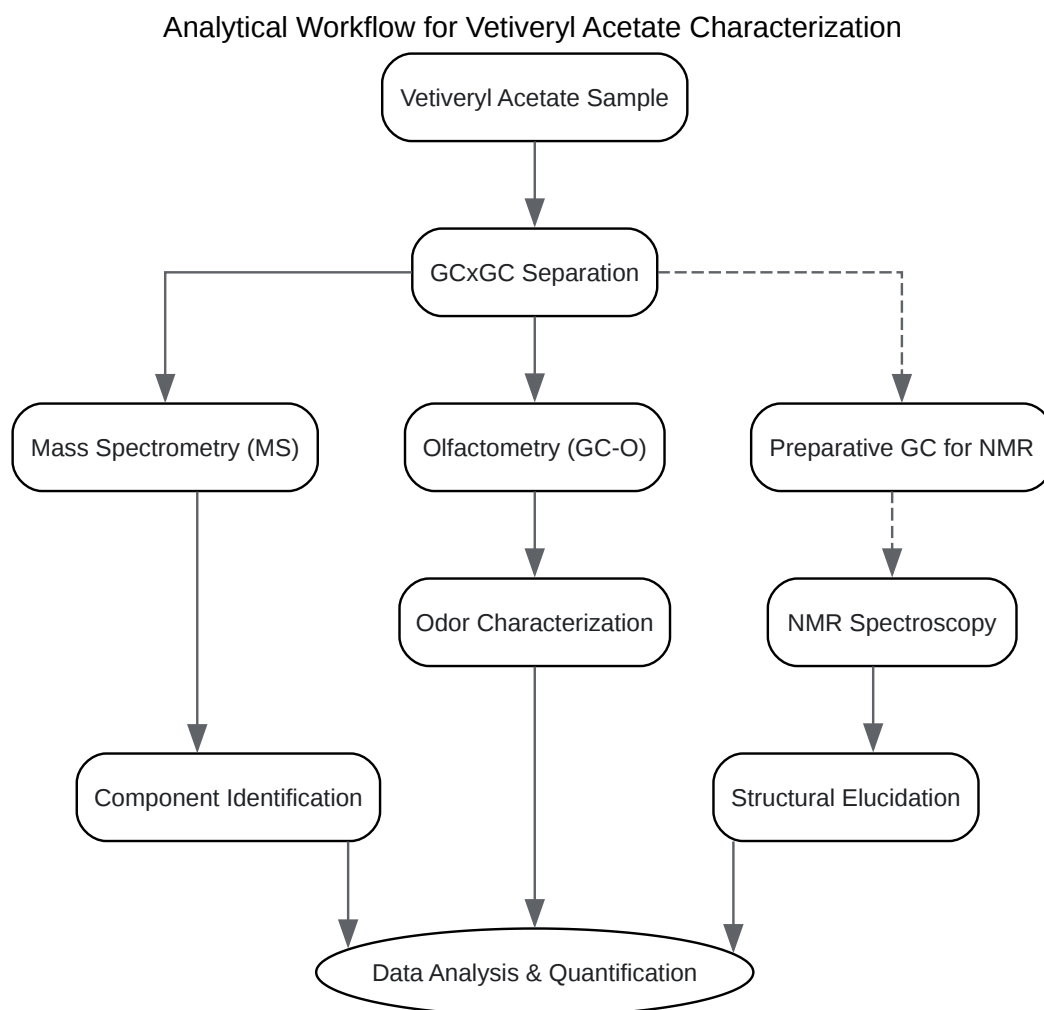 Analytical Workflow for Vetiveryl Acetate Characterization
Vetiveryl Acetate Sample
GCxGC Separation
Mass Spectrometry (MS)
Olfactometry (GC-O)
Preparative GC for NMR
Odor Characterization
NMR Spectroscopy
Component Identification
Structural Elucidation
Data Analysis & Quantification